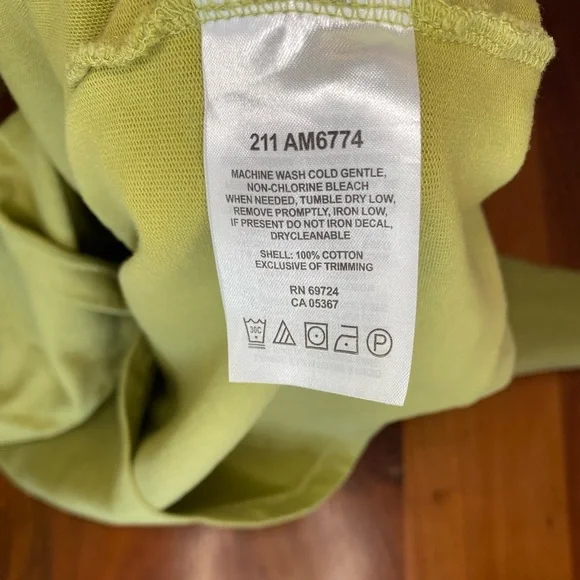 211 AM6774
MACHINE WASH COLD GENTLE,
NON-CHLORINE BLEACH
WHEN NEEDED, TUMBLE DRY LOW,
REMOVE PROMPTLY, IRON LOW,
IF PRESENT DO NOT IRON DECAL,
DRYCLEANABLE
SHELL: 100% COTTON
EXCLUSIVE OF TRIMMING
RN 69724
CA 05367
30C
P